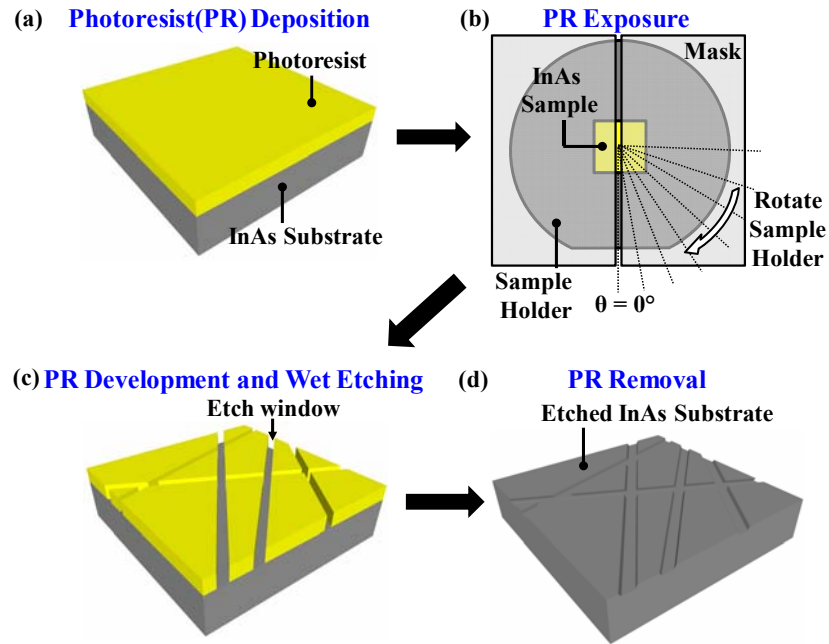 (a) Photoresist(PR) Deposition
Photoresist
InAs Substrate
(b) PR Exposure
Mask
InAs
Sample
Rotate
Sample
Holder
Sample
Holder
θ = 0°
(c) PR Development and Wet Etching
Etch window
(d) PR Removal
Etched InAs Substrate